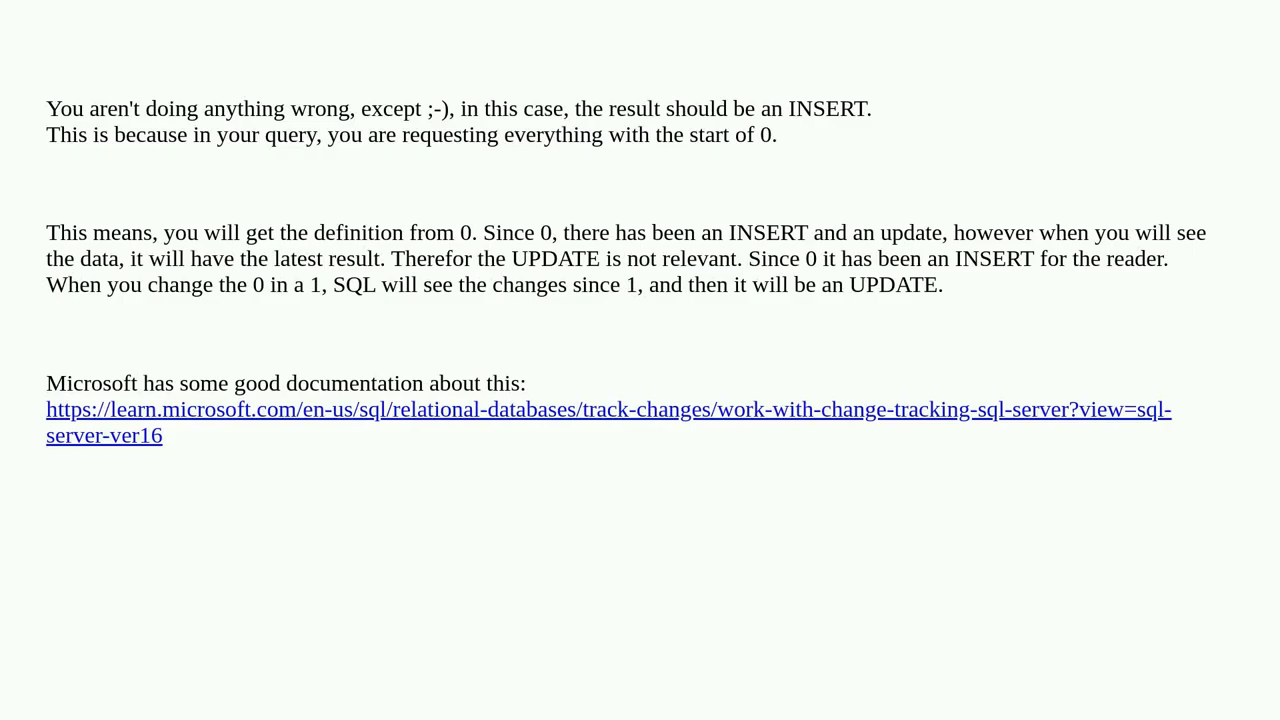 You aren't doing anything wrong, except ;-), in this case, the result should be an INSERT.
This is because in your query, you are requesting everything with the start of 0.
This means, you will get the definition from 0. Since 0, there has been an INSERT and an update, however when you will see
the data, it will have the latest result. Therefor the UPDATE is not relevant. Since 0 it has been an INSERT for the reader.
When you change the 0 in a 1, SQL will see the changes since 1, and then it will be an UPDATE.
Microsoft has some good documentation about this:
https://learn.microsoft.com/en-us/sql/relational-databases/track-changes/work-with-change-tracking-sql-server?view=sql-
server-ver16